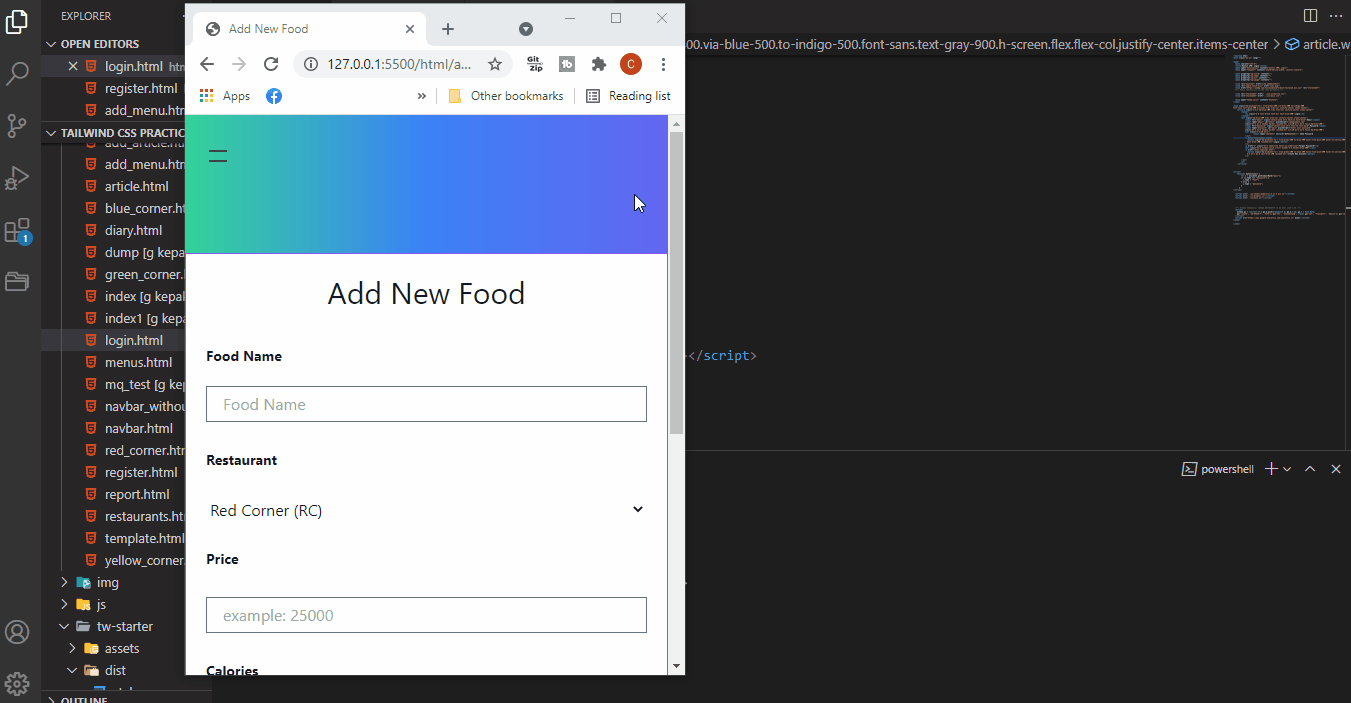 EXPLORER
OPEN EDITORS
login.html
register.html
add_menu.htm
TAILWIND CSS PRACTIC
add_article.html
add_menu.htm
article.html
blue_corner.ht
diary.html
dump [g kepa
green_corner.
index [g kepal
index1 [g kepa
login.html
menus.html
mq_test [g kep
navbar_withou
navbar.html
red_corner.htm
register.html
report.html
restaurants.ht
template.html
yellow_corner.
img
js
tw-starter
assets
dist
OUTLINE
1
Add New Food
127.0.0.1:5500/html/a...
Git
zip
C
Apps
»
Other bookmarks
Reading list
Add New Food
Food Name
Food Name
Restaurant
Red Corner (RC)
Price
example: 25000
Calories
00.via-blue-500.to-indigo-500.font-sans.text-gray-900.h-screen.flex.flex-col.justify-center.items-center > article.w
></script>
powershell